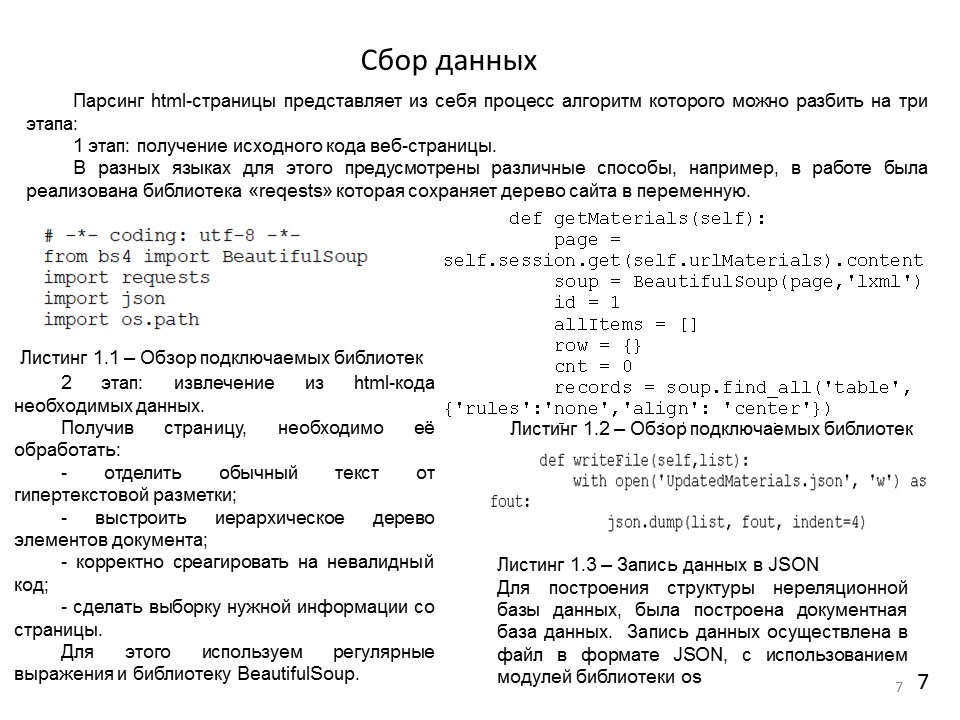 Сбор данных
Парсинг html-страницы представляет из себя процесс алгоритм которого можно разбить на три
этапа:
1 этап: получение исходного кода веб-страницы.
В разных языках для этого предусмотрены различные способы, например, в работе была
реализована библиотека «reqests» которая сохраняет дерево сайта в переменную.
# -*- coding: utf-8 -*-
from bs4 import BeautifulSoup
import requests
import json
import os.path
Листинг 1.1 – Обзор подключаемых библиотек
2 этап: извлечение из html-кода
необходимых данных.
Получив страницу, необходимо её
обработать:
- отделить обычный текст от
гипертекстовой разметки;
- выстроить иерархическое дерево
элементов документа;
- корректно среагировать на невалидный
код;
- сделать выборку нужной информации со
страницы.
Для этого используем регулярные
выражения и библиотеку BeautifulSoup.
def getMaterials(self):
page =
self.session.get(self.urlMaterials).content
soup = BeautifulSoup(page,'lxml')
id = 1
allItems = []
row = {}
cnt = 0
records = soup.find_all('table',
{'rules':'none','align': 'center'})
Листинг 1.2 – Обзор подключаемых библиотек
def writeFile(self,list):
with open('UpdatedMaterials.json', 'w') as
fout:
json.dump(list, fout, indent=4)
Листинг 1.3 – Запись данных в JSON
Для построения структуры нереляционной
базы данных, была построена документная
база данных. Запись данных осуществлена в
файл в формате JSON, с использованием
модулей библиотеки os
7
7